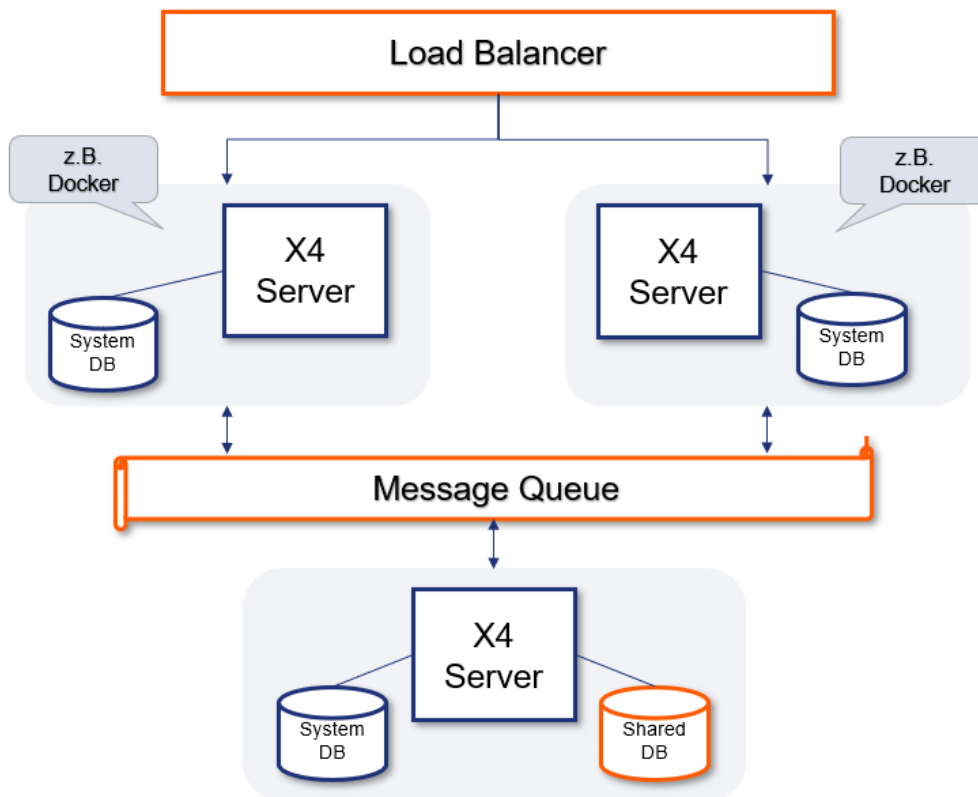 Load Balancer
z.B.
Docker
z.B.
Docker
X4
Server
X4
Server
System
DB
System
DB
Message Queue
X4
Server
System
DB
Shared
DB